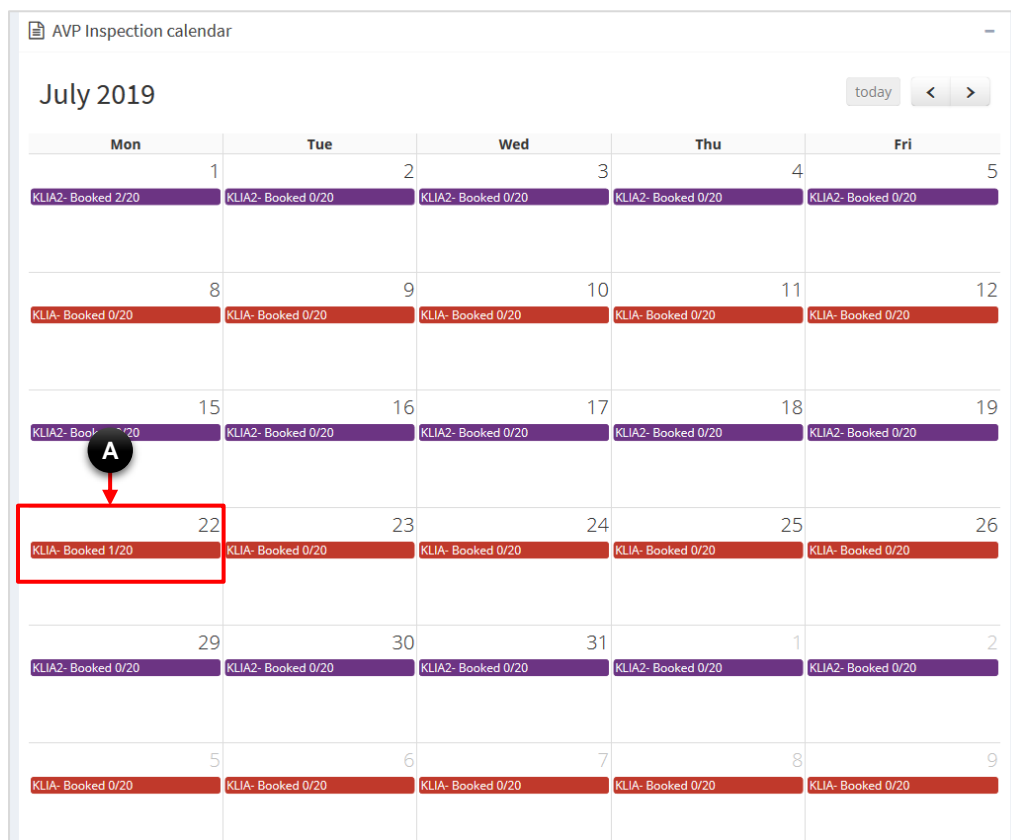 AVP Inspection calendar
July 2019
today
Mon Tue Wed Thu Fri
1 2 3 4 5
KLIA2- Booked 2/20 KLIA2- Booked 0/20 KLIA2- Booked 0/20 KLIA2- Booked 0/20 KLIA2- Booked 0/20
8 9 10 11 12
KLIA- Booked 0/20 KLIA- Booked 0/20 KLIA- Booked 0/20 KLIA- Booked 0/20 KLIA- Booked 0/20
15 16 17 18 19
KLIA2- /20 KLIA2- Booked 0/20 KLIA2- Booked 0/20 KLIA2- Booked 0/20 KLIA2- Booked 0/20
A
22 23 24 25 26
KLIA- Booked 1/20 KLIA- Booked 0/20 KLIA- Booked 0/20 KLIA- Booked 0/20 KLIA- Booked 0/20
29 30 31 1 2
KLIA2- Booked 0/20 KLIA2- Booked 0/20 KLIA2- Booked 0/20 KLIA2- Booked 0/20 KLIA2- Booked 0/20
5 6 7 8 9
KLIA- Booked 0/20 KLIA- Booked 0/20 KLIA- Booked 0/20 KLIA- Booked 0/20 KLIA- Booked 0/20